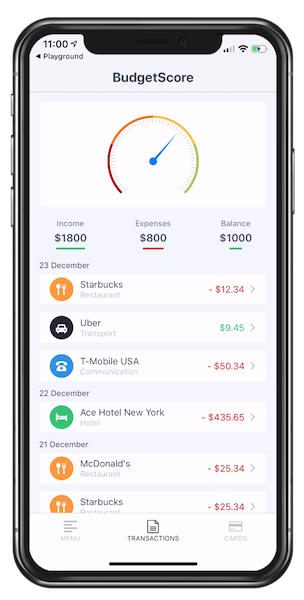 11:00
◀ Playground
BudgetScore
Income Expenses Balance
$1800 $800 $1000
23 December
Starbucks
Restaurant
- $12.34
Uber
Transport
$9.45
T-Mobile USA
Communication
- $50.34
22 December
Ace Hotel New York
Hotel
- $435.65
21 December
McDonald's
Restaurant
- $25.34
Starbucks
Restaurant
- $25.34
MENU TRANSACTIONS CARDS